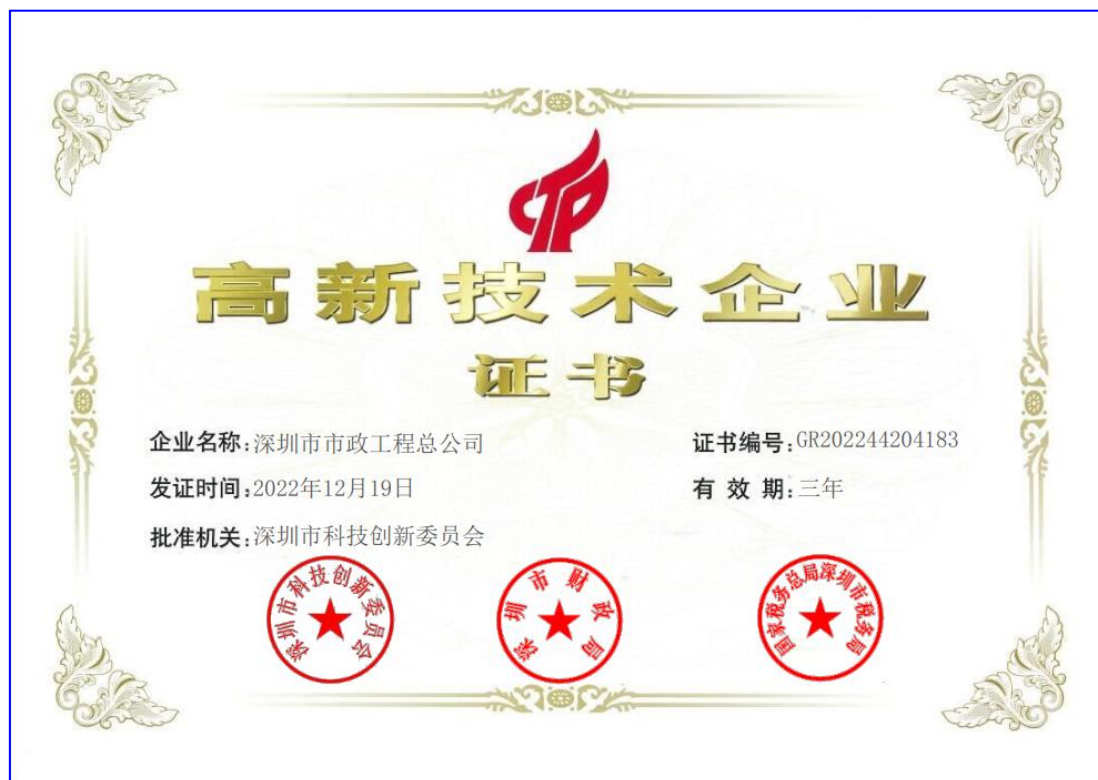 CTP
高新技术企业
证书
企业名称:深圳市市政工程总公司
证书编号:GR202244204183
发证时间:2022年12月19日
有效期:三年
批准机关:深圳市科技创新委员会
深圳市科技创新委员会
深圳市财政局
国家税务总局深圳市税务局